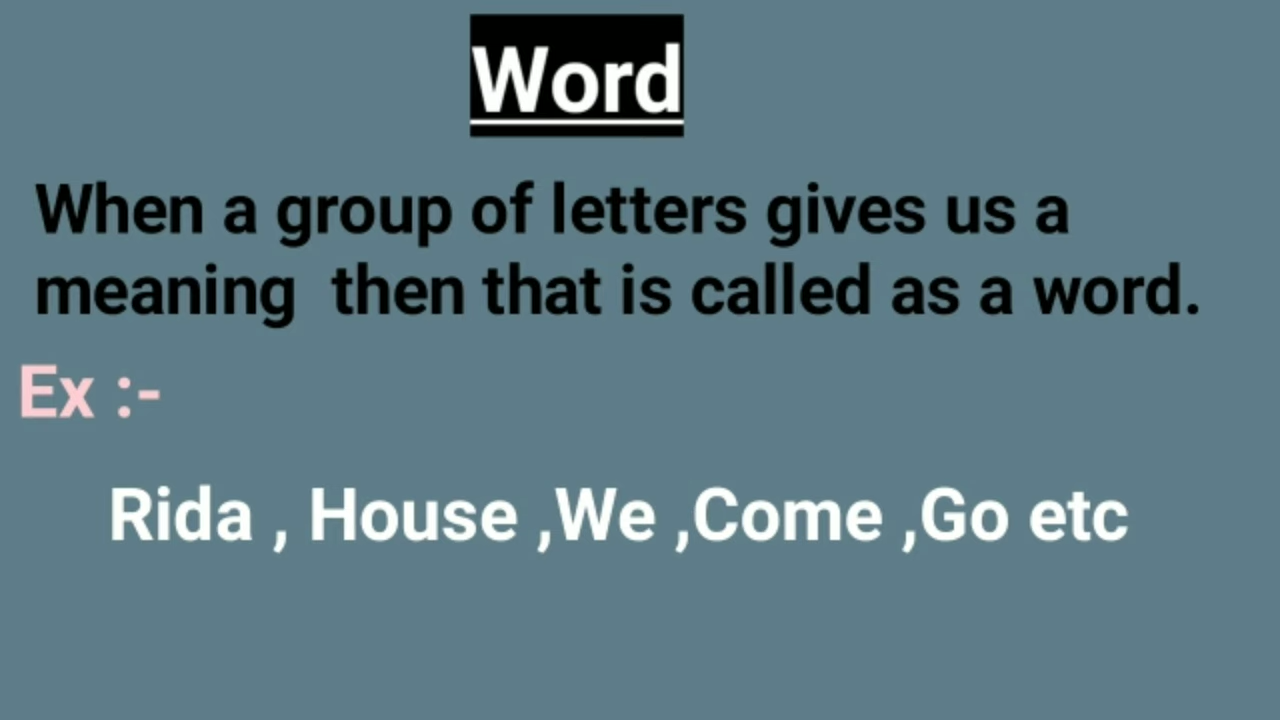 Word
When a group of letters gives us a
meaning  then that is called as a word.
Ex :-
Rida , House ,We ,Come ,Go etc